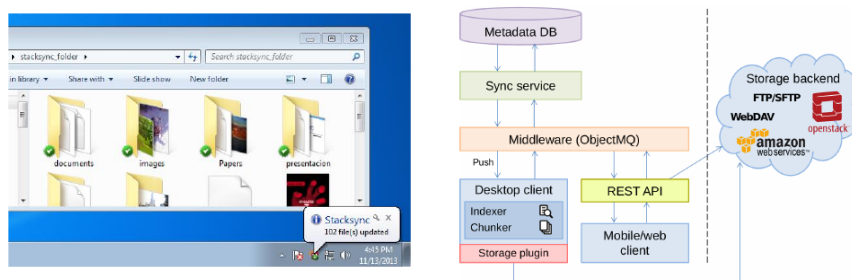 stacksync_folder
Search stacksync_folder
in library
Share with
Slide show
New folder
documents
images
Papers
presentacion
Stacksync
102 file(s) updated
4:45 PM
11/13/2013
Metadata DB
Sync service
Middleware (ObjectMQ)
Push
Desktop client
Indexer
Chunker
Storage plugin
REST API
Mobile/web
client
Storage backend
FTP/SFTP
WebDAV
openstack
amazon
webservices™